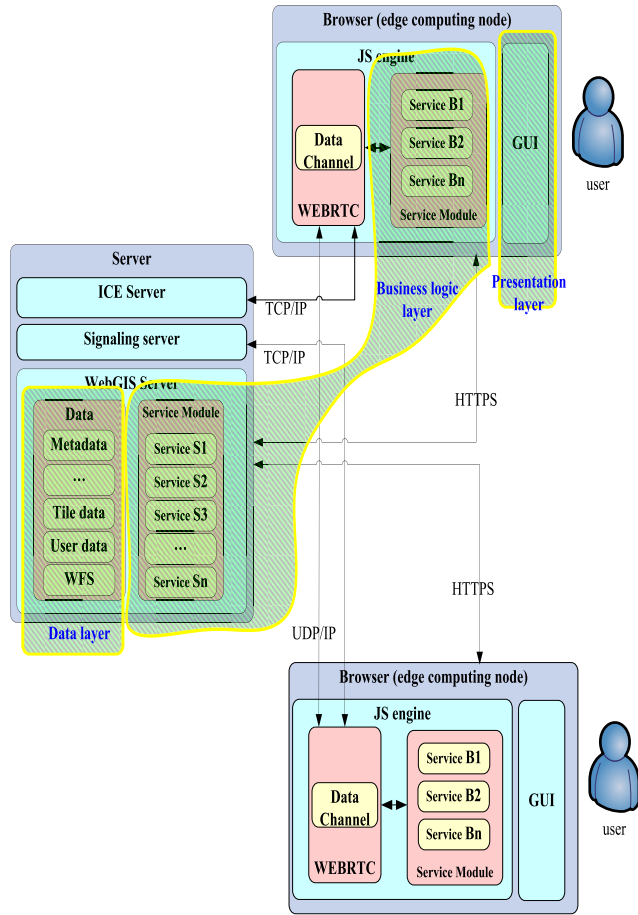 Browser (edge computing node)
JS engine
Data
Channel
WEBRTC
Service B1
Service B2
Service Bn
Service Module
GUI
user
Server
ICE Server
Signaling server
WebGIS Server
Data
Metadata
...
Tile data
User data
WFS
Data layer
Service Module
Service S1
Service S2
Service S3
...
Service Sn
Business logic
layer
Presentation
layer
TCP/IP
TCP/IP
HTTPS
HTTPS
UDP/IP
Browser (edge computing node)
JS engine
Data
Channel
WEBRTC
Service B1
Service B2
Service Bn
Service Module
GUI
user